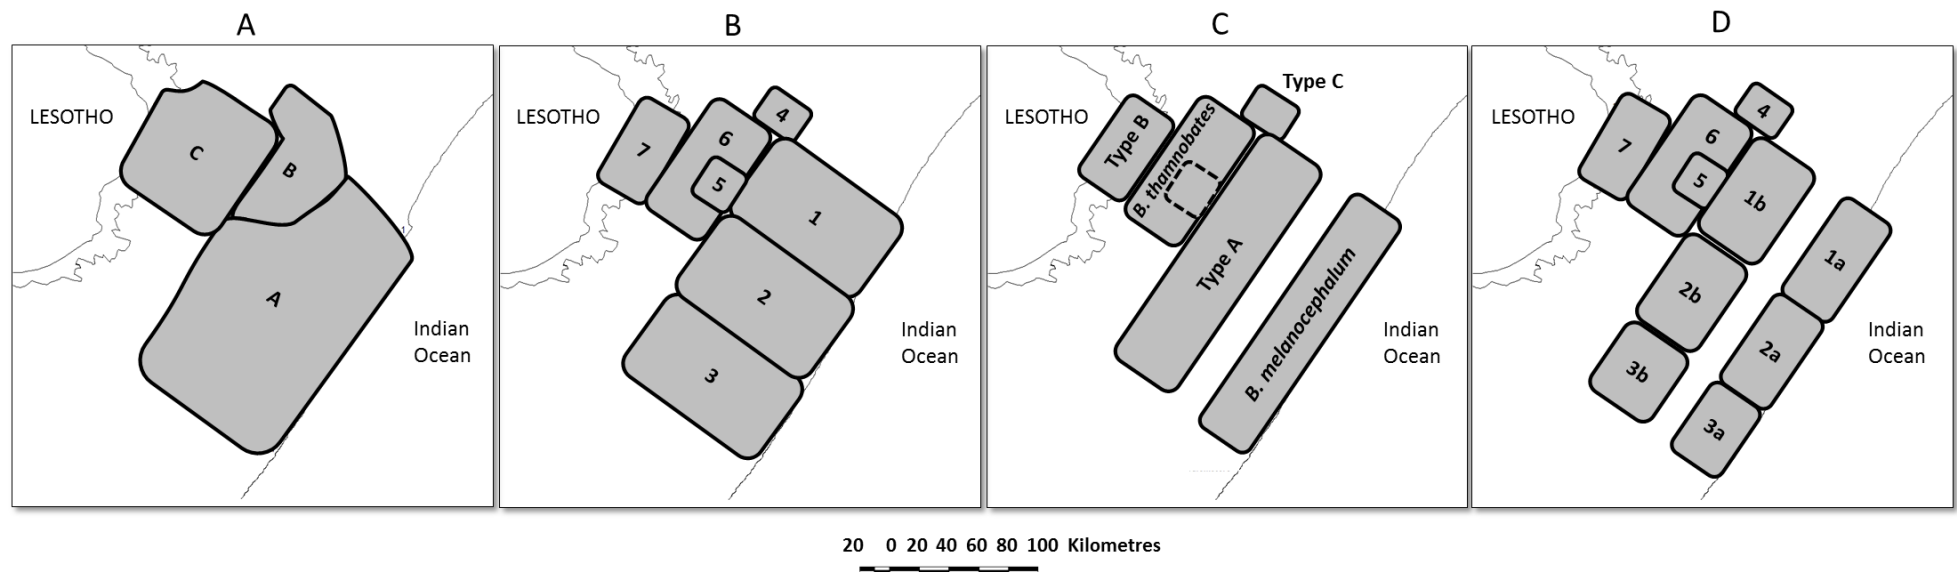 A
B
C
D
LESOTHO
C
B
A
Indian
Ocean
LESOTHO
4
6
7
5
1
2
3
Indian
Ocean
LESOTHO
Type C
Type B
B. thamnobates
Type A
B. melanocephalum
Indian
Ocean
LESOTHO
4
6
7
5
1b
1a
2b
2a
3b
3a
Indian
Ocean
20 0 20 40 60 80 100 Kilometres